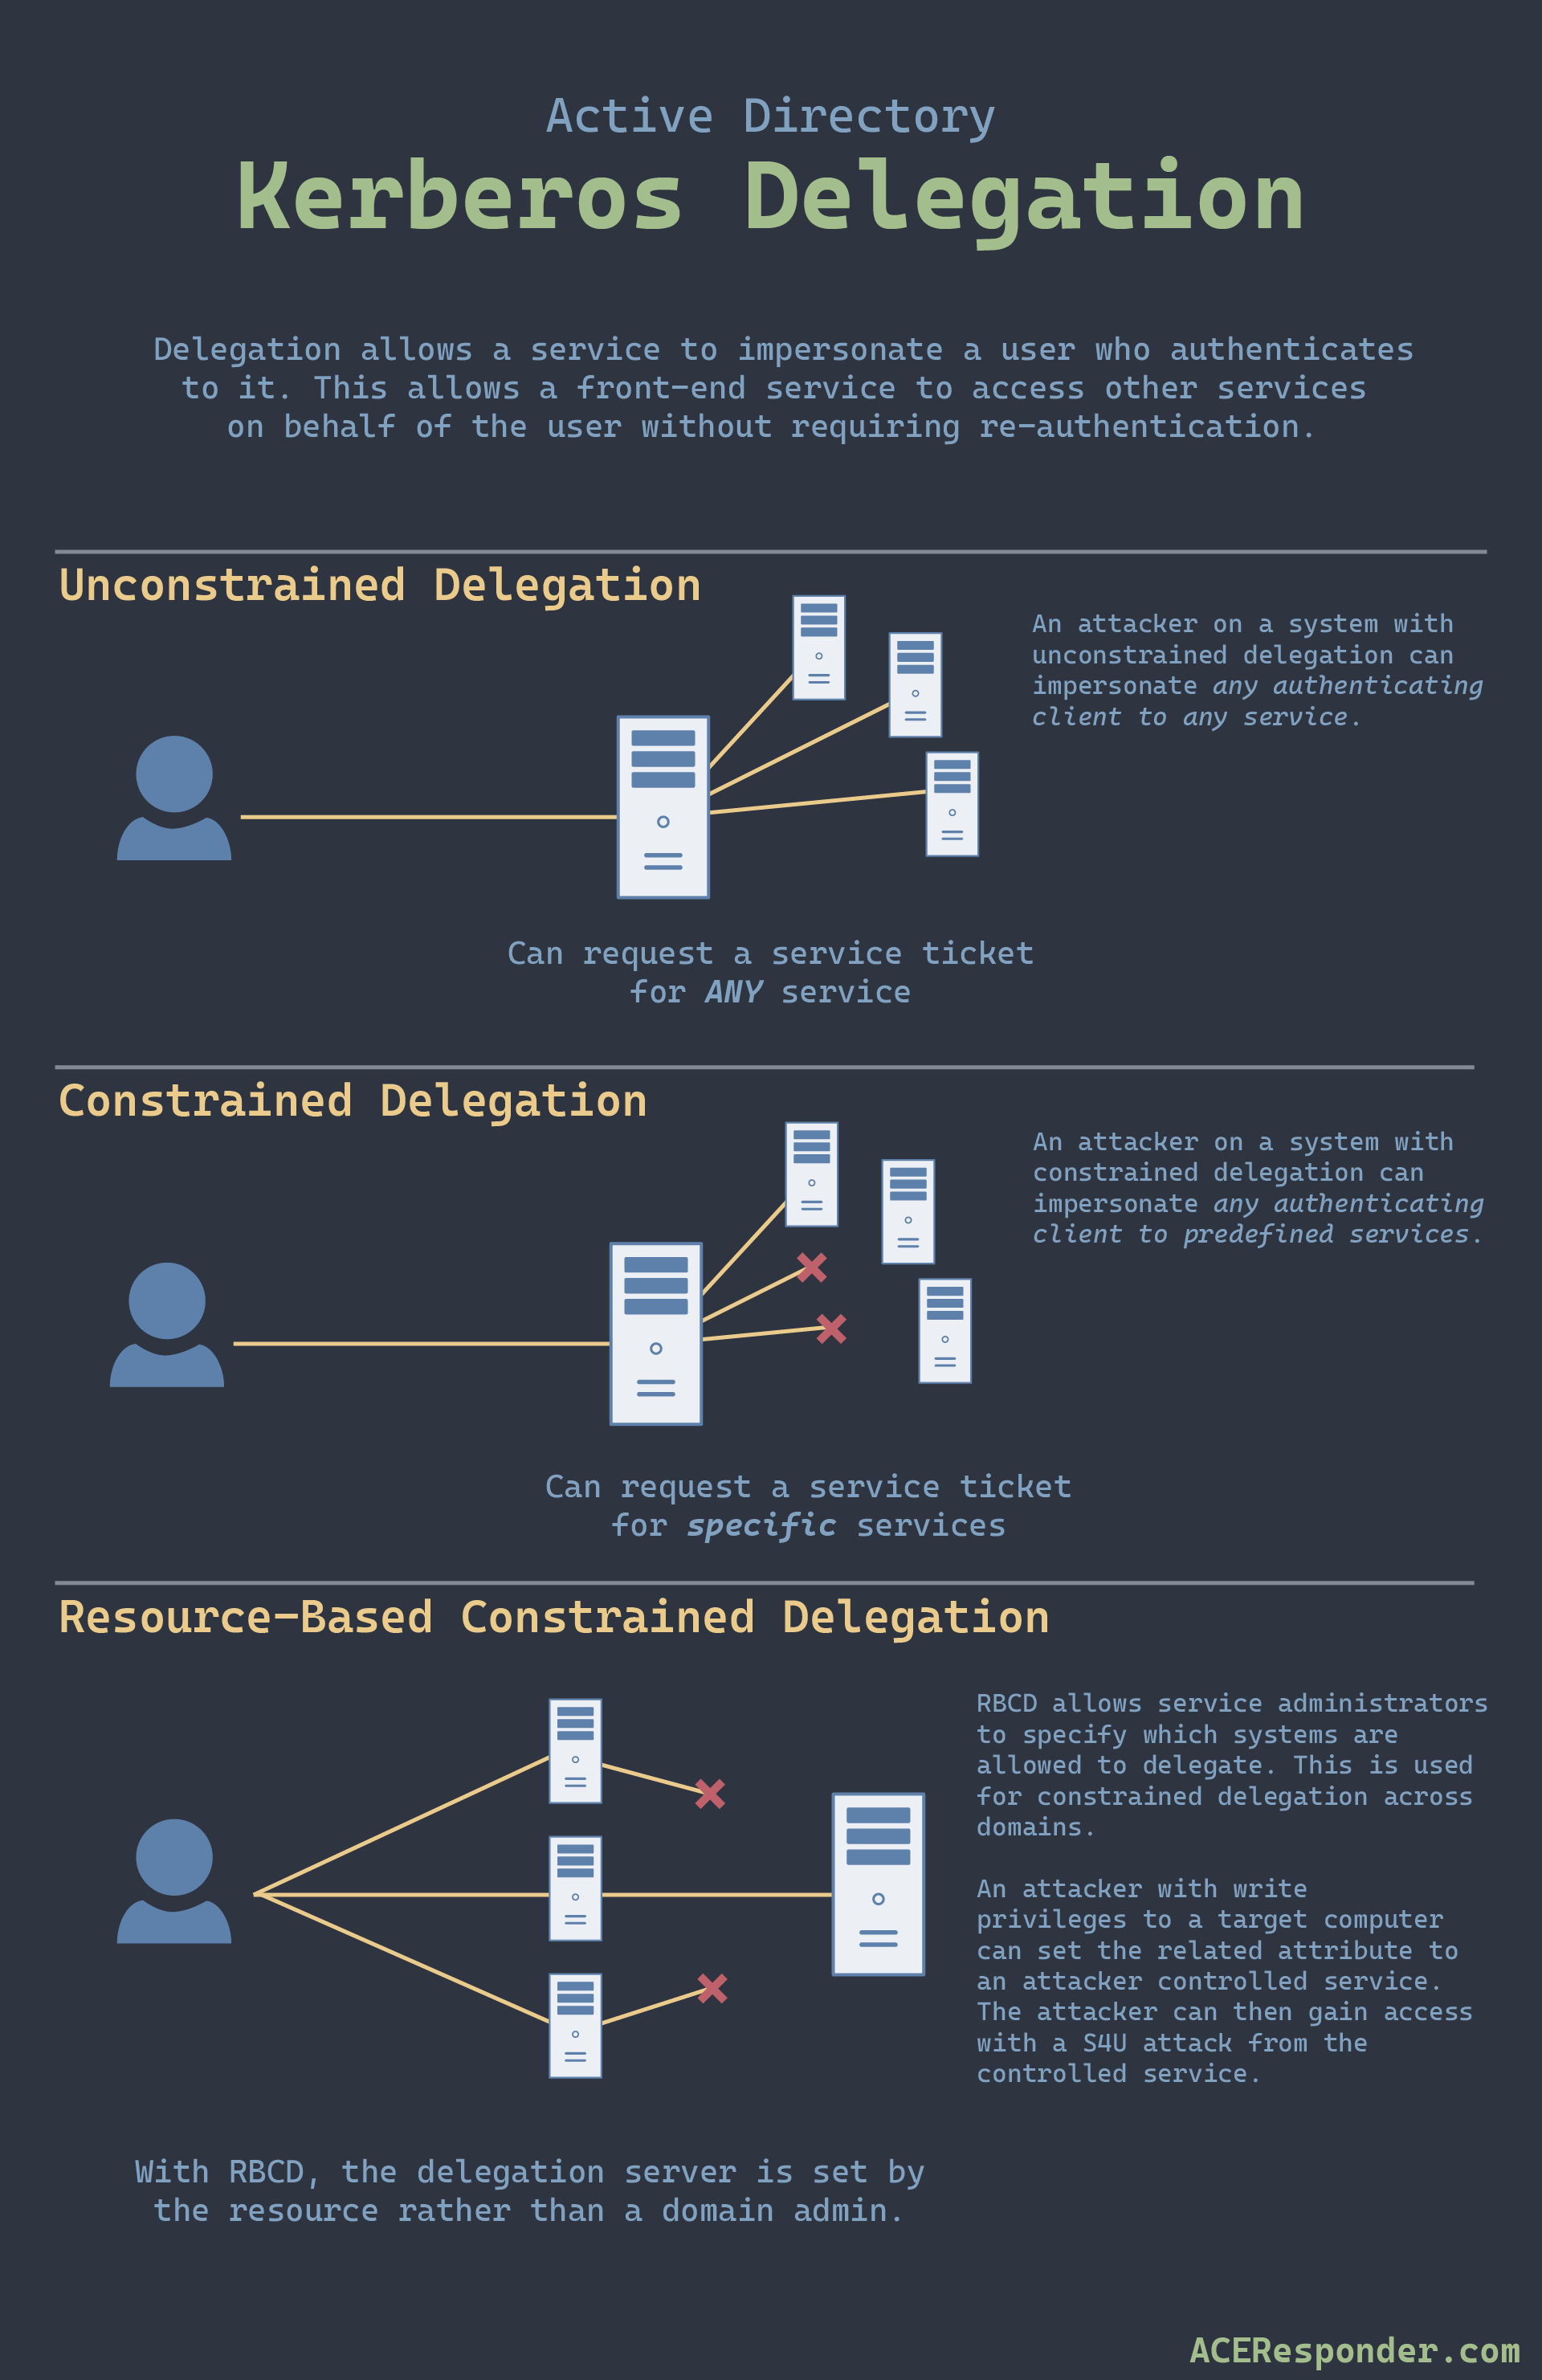 Active Directory
Kerberos Delegation
Delegation allows a service to impersonate a user who authenticates
to it. This allows a front-end service to access other services
on behalf of the user without requiring re-authentication.
Unconstrained Delegation
An attacker on a system with
unconstrained delegation can
impersonate any authenticating
client to any service.
Can request a service ticket
for ANY service
Constrained Delegation
An attacker on a system with
constrained delegation can
impersonate any authenticating
client to predefined services.
Can request a service ticket
for specific services
Resource-Based Constrained Delegation
RBCD allows service administrators
to specify which systems are
allowed to delegate. This is used
for constrained delegation across
domains.
An attacker with write
privileges to a target computer
can set the related attribute to
an attacker controlled service.
The attacker can then gain access
with a S4U attack from the
controlled service.
With RBCD, the delegation server is set by
the resource rather than a domain admin.
ACEResponder.com